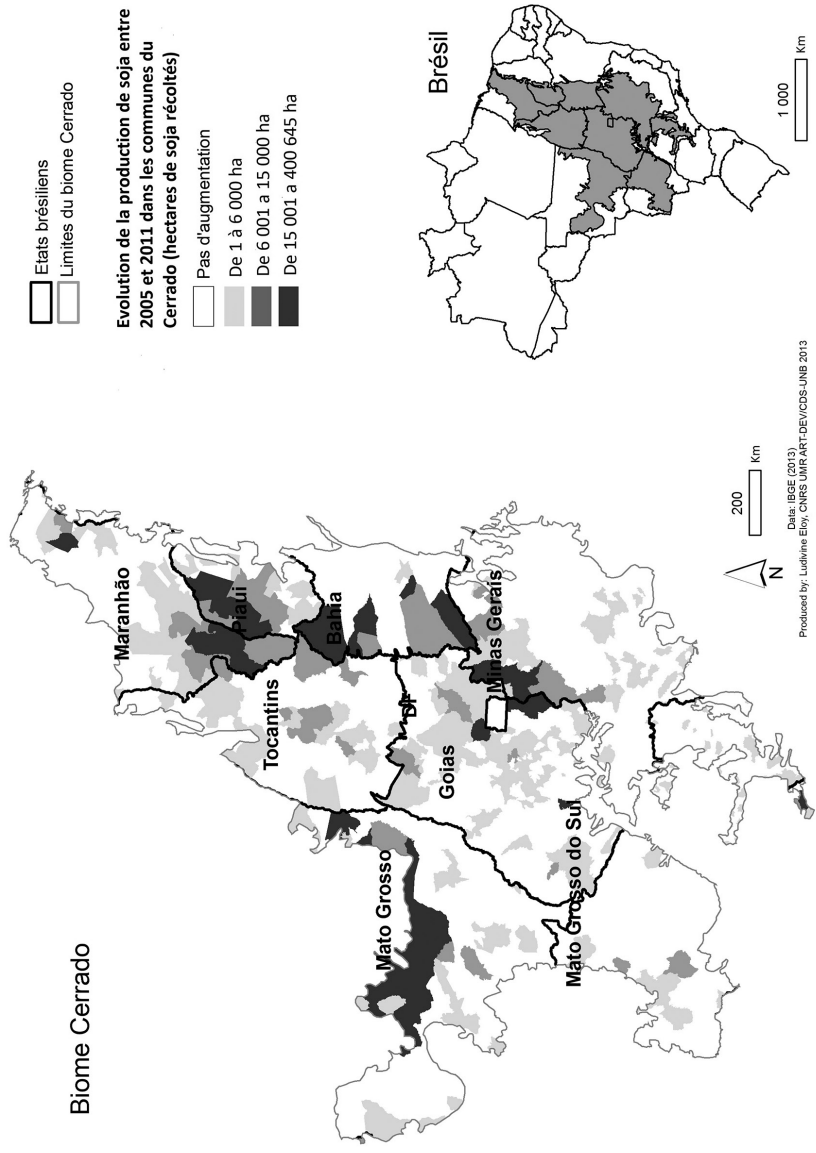 Biome Cerrado
Etats brésiliens
Limites du biome Cerrado
Evolution de la production de soja entre
2005 et 2011 dans les communes du
Cerrado (hectares de soja récoltés)
Pas d'augmentation
De 1 à 6 000 ha
De 6 001 a 15 000 ha
De 15 001 a 400 645 ha
Maranhão
Piaui
Tocantins
Bahia
Mato Grosso
DF
Goias
Minas Gerais
Mato Grosso do Sul
Brésil
1 000
Km
200
Km
N
Data: IBGE (2013)
Produced by: Ludivine Eloy, CNRS UMR ART-DEV/CDS-UNB 2013